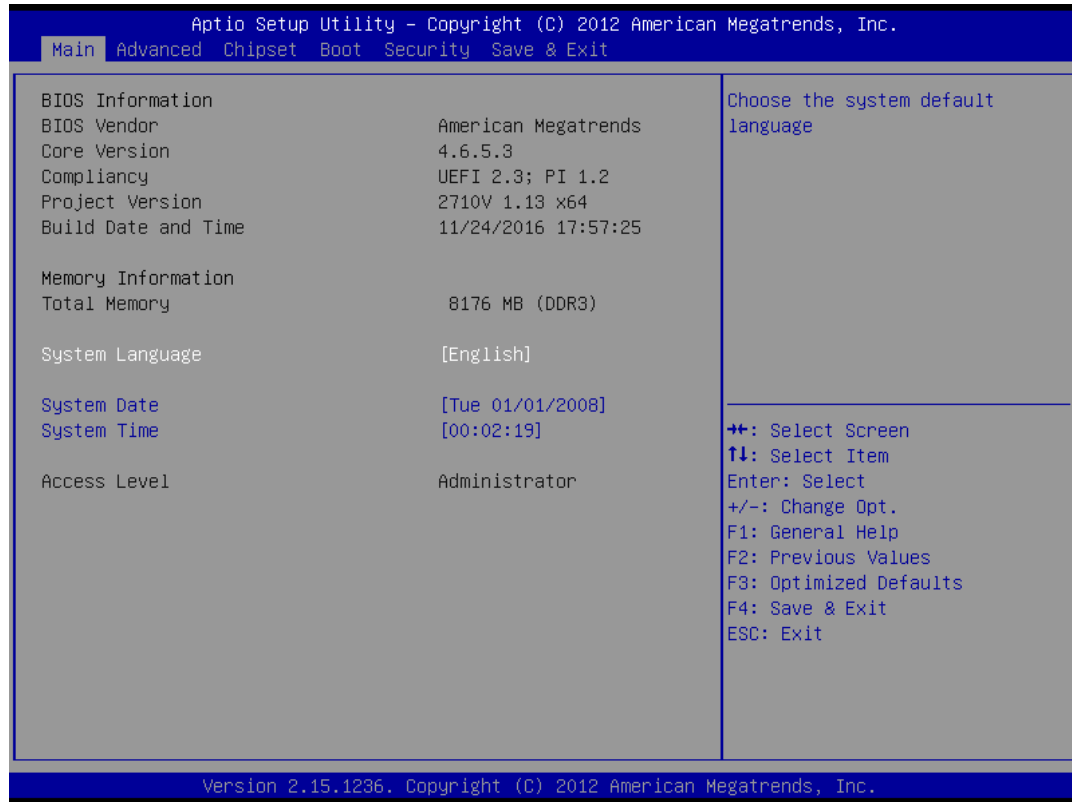 Aptio Setup Utility - Copyright (C) 2012 American Megatrends, Inc.
Main Advanced Chipset Boot Security Save & Exit
BIOS Information
BIOS Vendor American Megatrends
Core Version 4.6.5.3
Compliancy UEFI 2.3; PI 1.2
Project Version 2710V 1.13 x64
Build Date and Time 11/24/2016 17:57:25
Memory Information
Total Memory 8176 MB (DDR3)
System Language [English]
System Date [Tue 01/01/2008]
System Time [00:02:19]
Access Level Administrator
Choose the system default
language
→←: Select Screen
↑↓: Select Item
Enter: Select
+/-: Change Opt.
F1: General Help
F2: Previous Values
F3: Optimized Defaults
F4: Save & Exit
ESC: Exit
Version 2.15.1236. Copyright (C) 2012 American Megatrends, Inc.